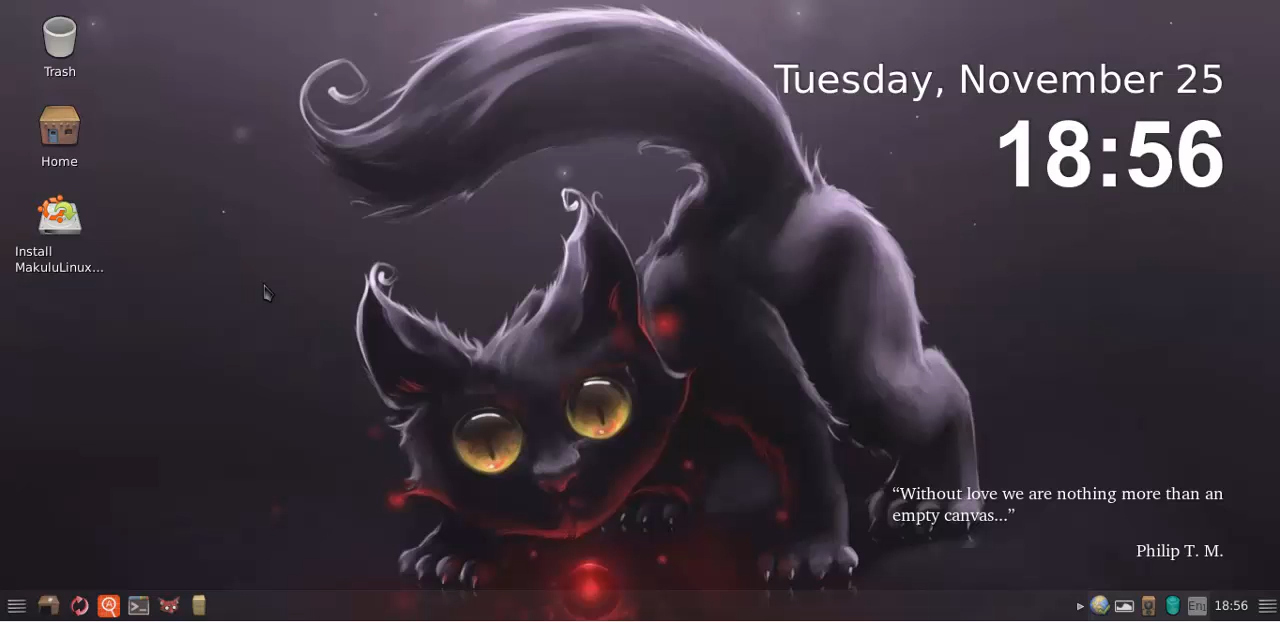 Trash
Home
Install
MakuluLinux...
Tuesday, November 25
18:56
“Without love we are nothing more than an
empty canvas...”
Philip T. M.
18:56